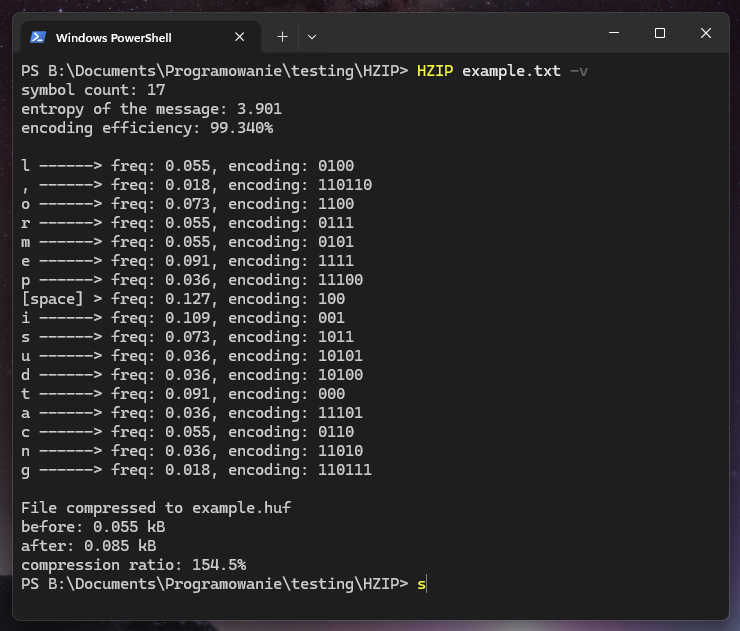 Windows PowerShell
PS B:\Documents\Programowanie\testing\HZIP> HZIP example.txt -v
symbol count: 17
entropy of the message: 3.901
encoding efficiency: 99.340%
l ------> freq: 0.055, encoding: 0100
, ------> freq: 0.018, encoding: 110110
o ------> freq: 0.073, encoding: 1100
r ------> freq: 0.055, encoding: 0111
m ------> freq: 0.055, encoding: 0101
e ------> freq: 0.091, encoding: 1111
p ------> freq: 0.036, encoding: 11100
[space] > freq: 0.127, encoding: 100
i ------> freq: 0.109, encoding: 001
s ------> freq: 0.073, encoding: 1011
u ------> freq: 0.036, encoding: 10101
d ------> freq: 0.036, encoding: 10100
t ------> freq: 0.091, encoding: 000
a ------> freq: 0.036, encoding: 11101
c ------> freq: 0.055, encoding: 0110
n ------> freq: 0.036, encoding: 11010
g ------> freq: 0.018, encoding: 110111
File compressed to example.huf
before: 0.055 kB
after: 0.085 kB
compression ratio: 154.5%
PS B:\Documents\Programowanie\testing\HZIP> s